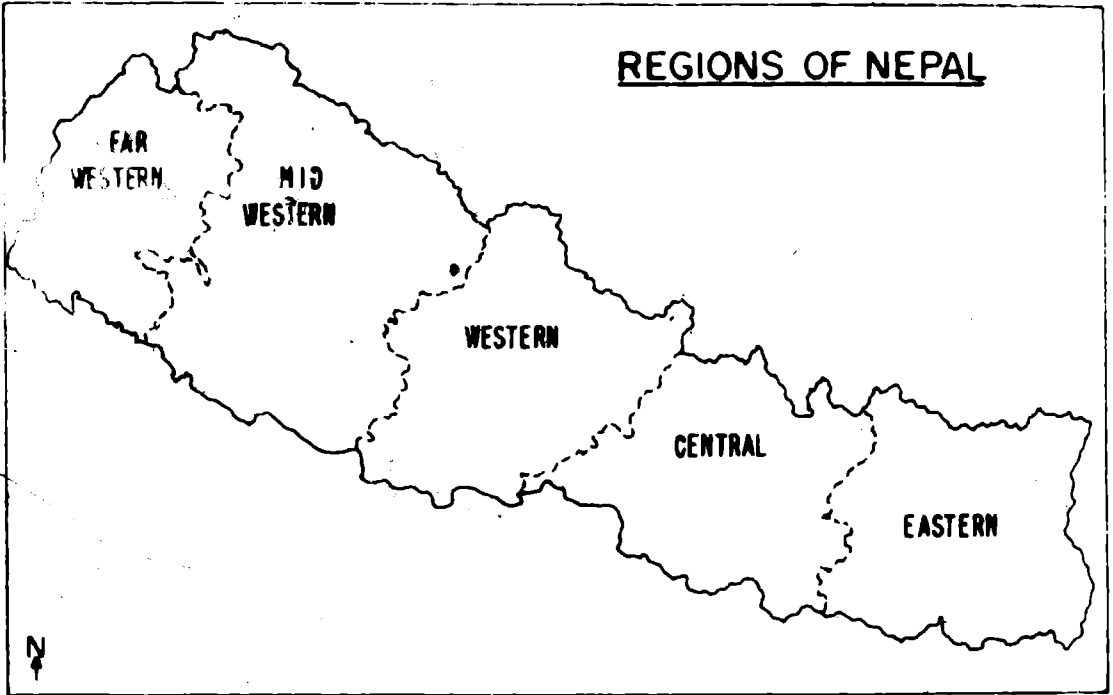 REGIONS OF NEPAL
FAR
WESTERN
MID
WESTERN
WESTERN
CENTRAL
EASTERN
N